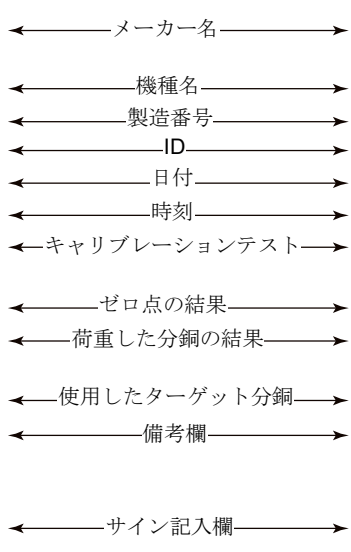 メーカー名
機種名
製造番号
ID
日付
時刻
キャリブレーションテスト
ゼロ点の結果
荷重した分銅の結果
使用したターゲット分銅
備考欄
サイン記入欄